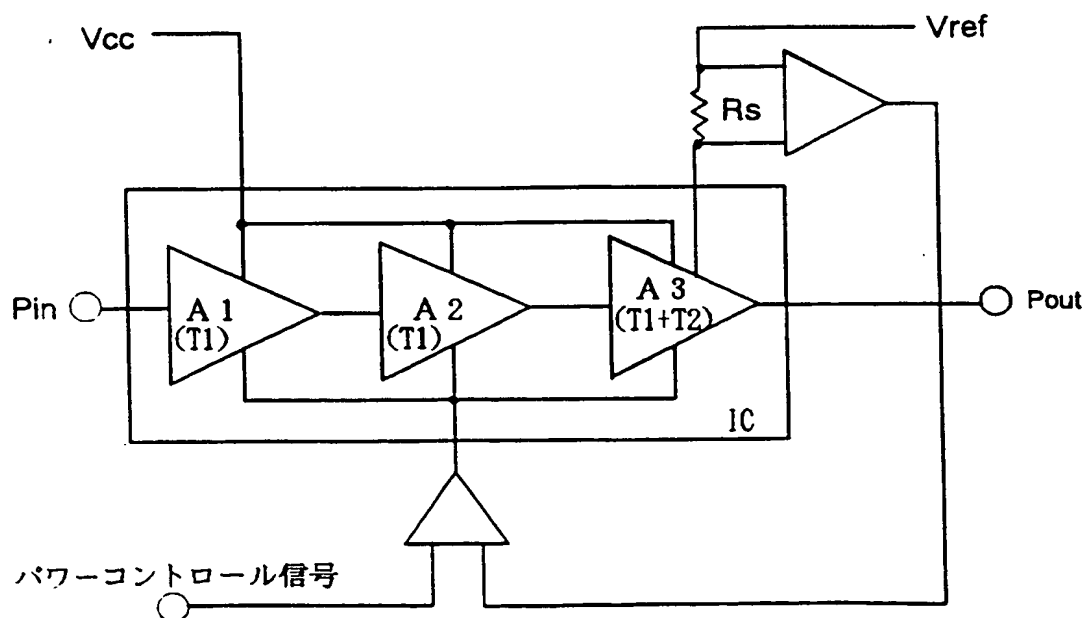 Vcc
Vref
Rs
Pin
A 1
(T1)
A 2
(T1)
A 3
(T1+T2)
Pout
IC
パワーコントロール信号